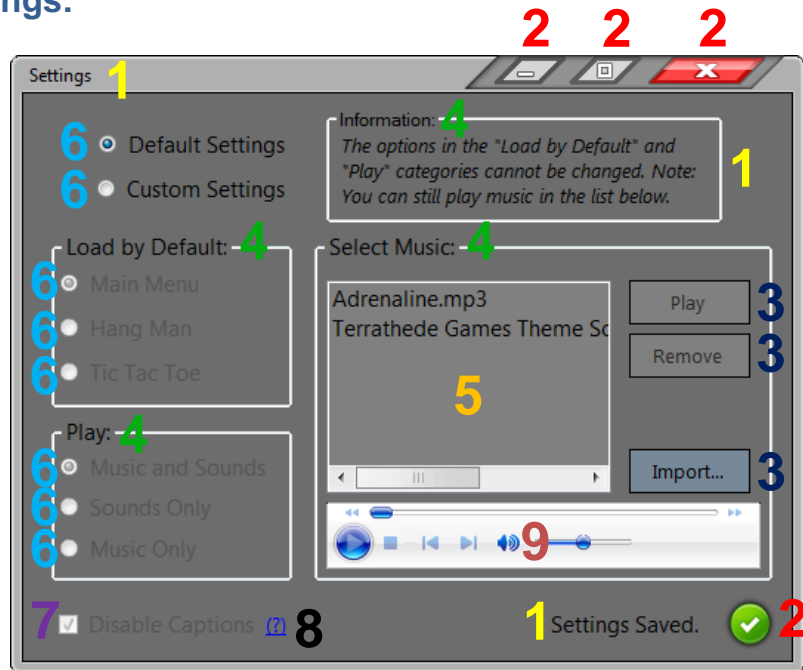 ngs:
2 2 2
Settings 1
6 Default Settings
6 Custom Settings
Information: 4
The options in the "Load by Default" and
"Play" categories cannot be changed. Note:
You can still play music in the list below.
1
Load by Default: 4
6 Main Menu
6 Hang Man
6 Tic Tac Toe
Play: 4
6 Music and Sounds
6 Sounds Only
6 Music Only
Select Music: 4
Adrenaline.mp3
Terrathede Games Theme Sc
5
Play 3
Remove 3
Import... 3
9
7 Disable Captions (?) 8
1 Settings Saved. 2